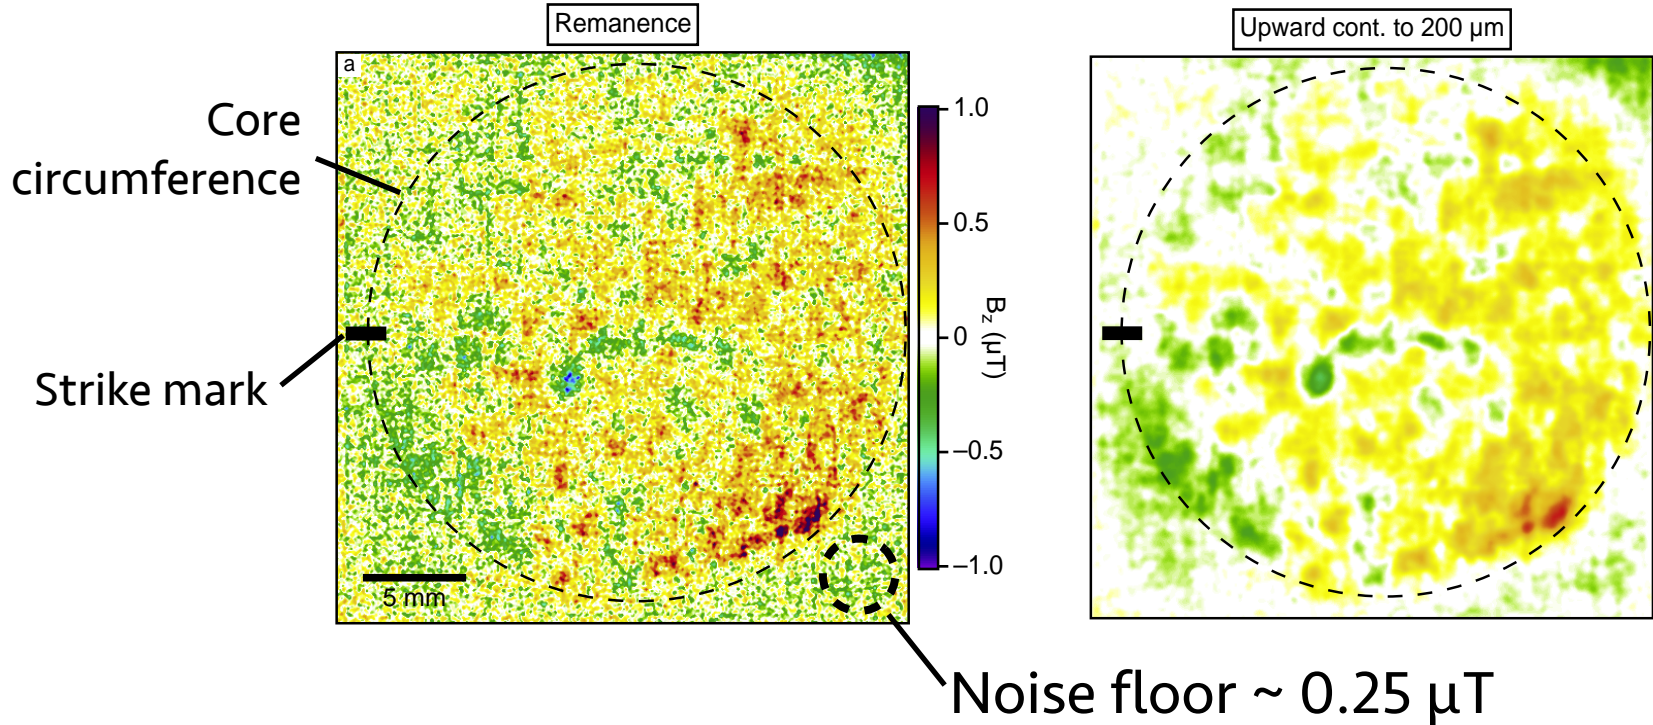 Remanence
Upward cont. to 200 µm
a
Core
circumference
1.0
0.5
0
−0.5
−1.0
Bz (µT)
Strike mark
5 mm
Noise floor ~ 0.25 µT